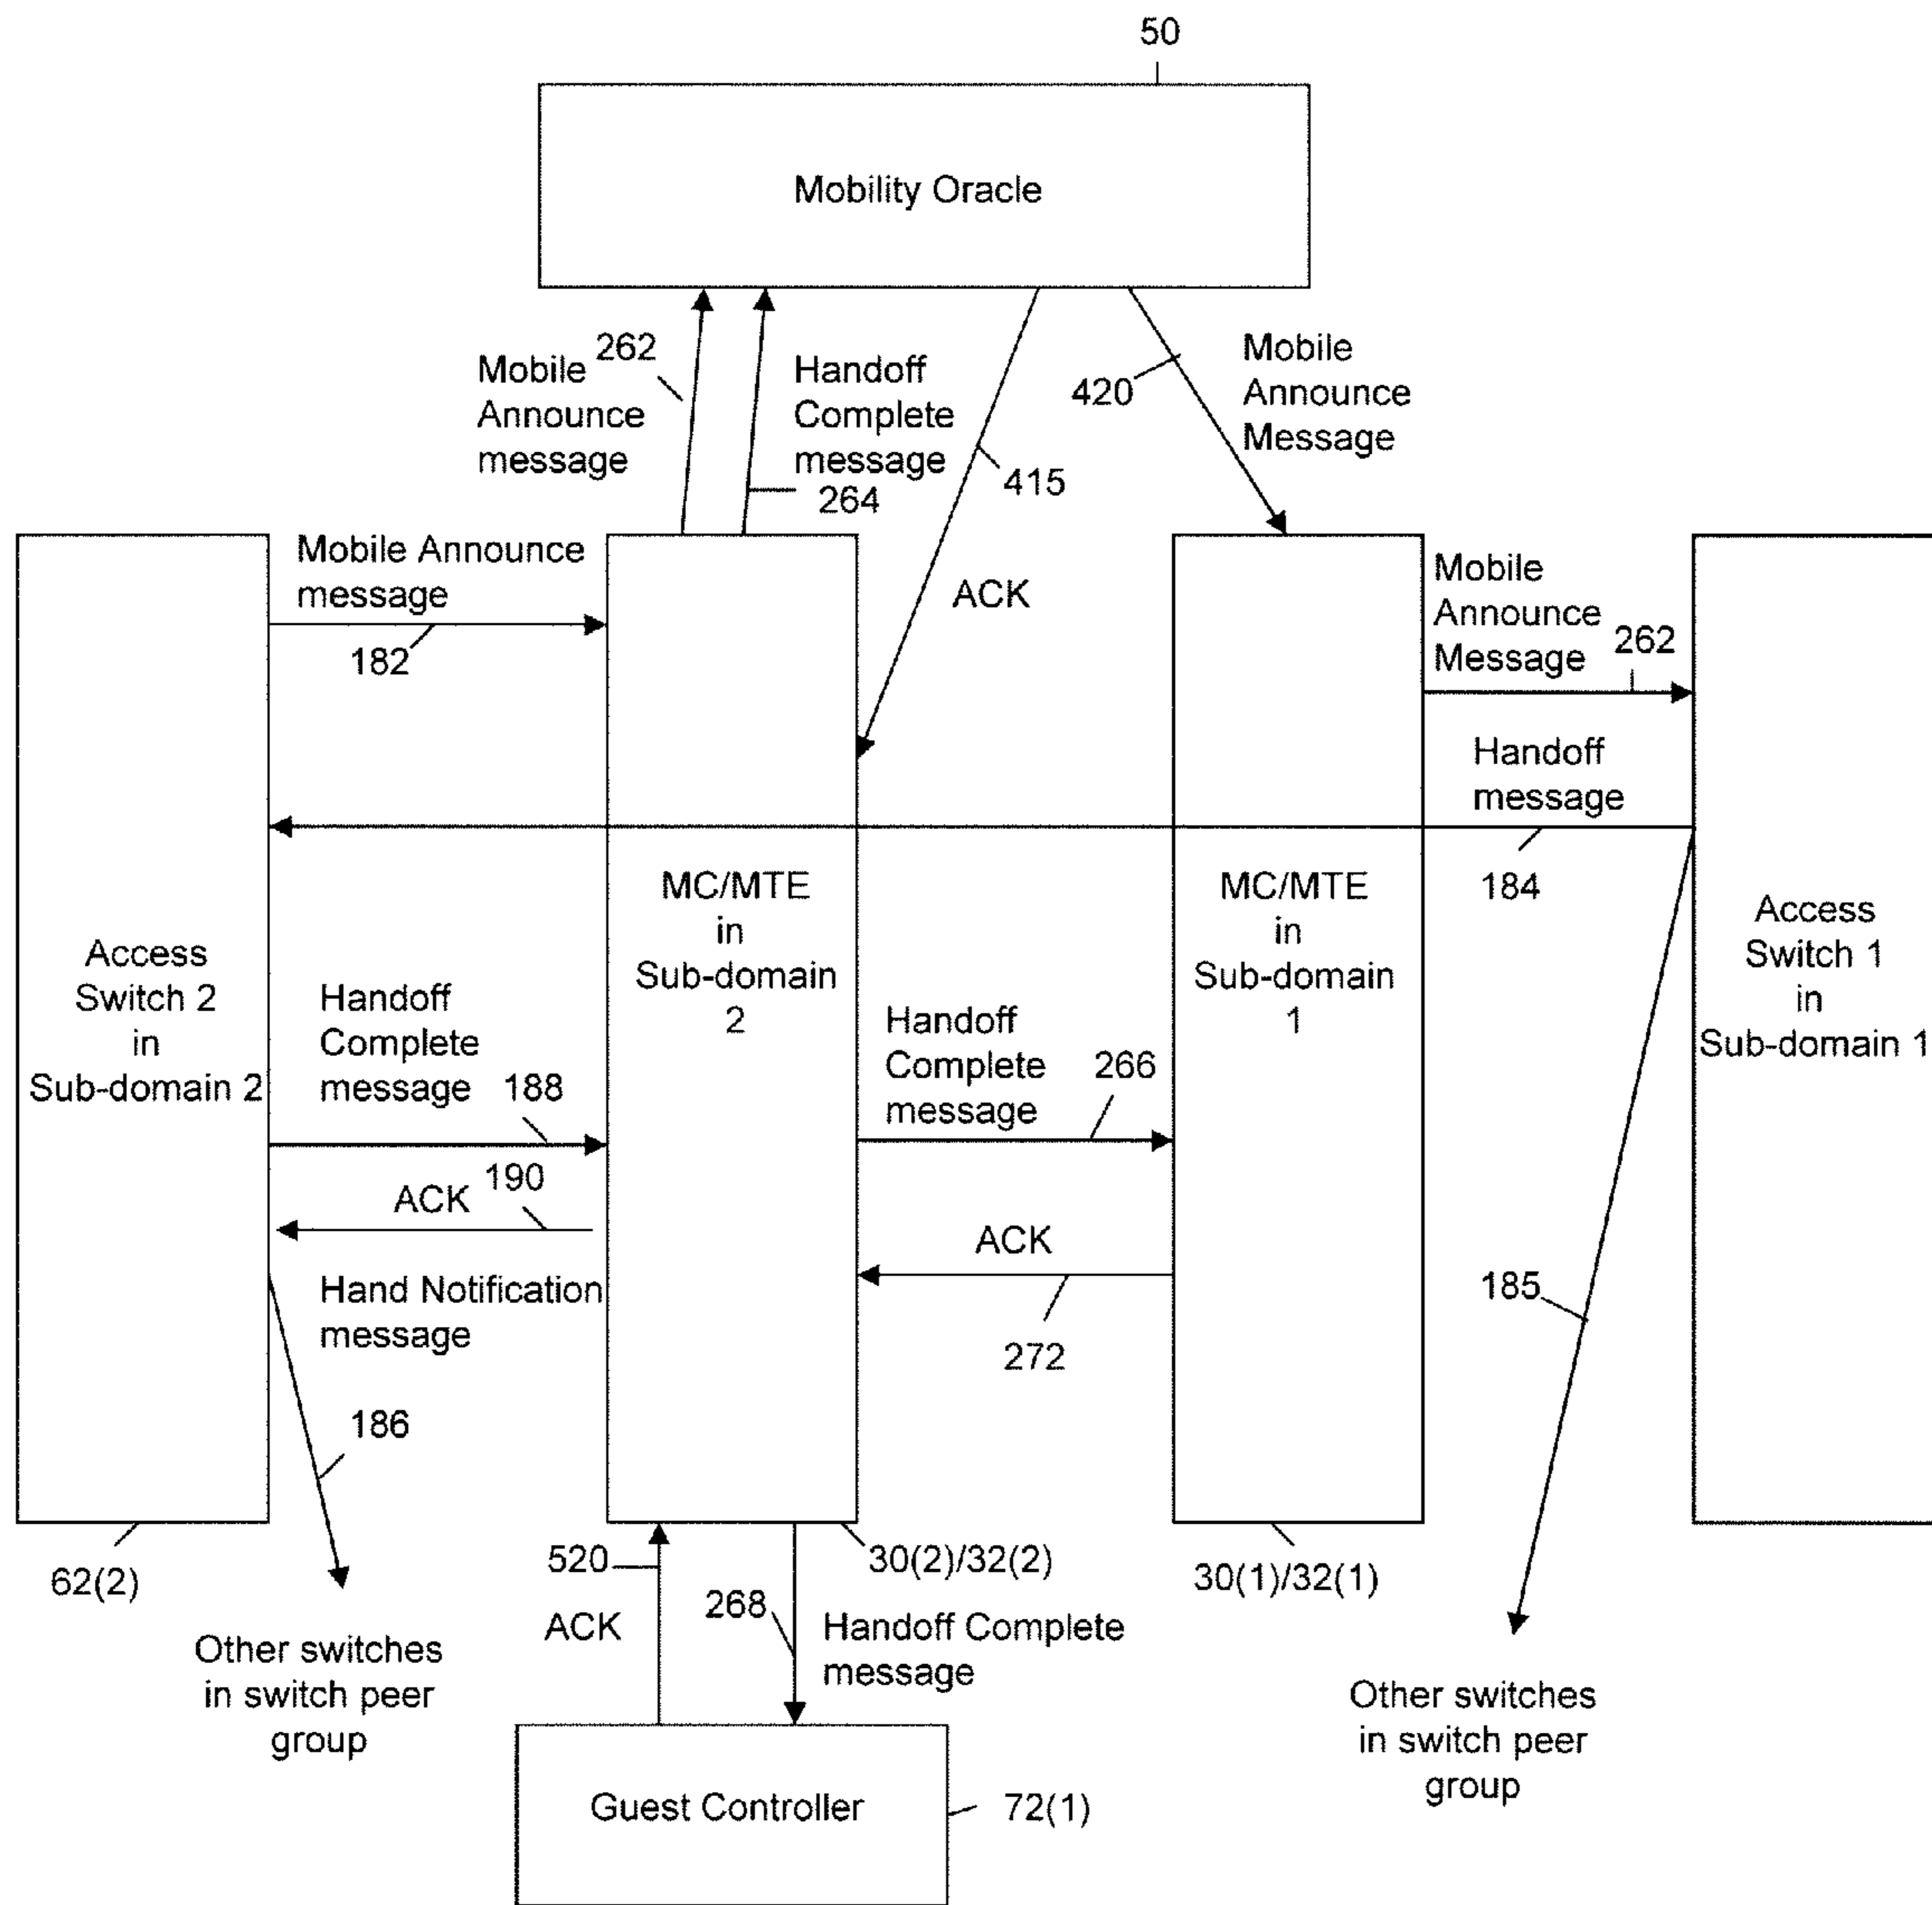 50
Mobility Oracle
262
Mobile
Announce
message
Handoff
Complete
message
264
415
420
Mobile
Announce
Message
Mobile Announce
message
182
ACK
Mobile
Announce
Message
262
Handoff
message
184
Access
Switch 2
in
Sub-domain 2
MC/MTE
in
Sub-domain
2
MC/MTE
in
Sub-domain
1
Access
Switch 1
in
Sub-domain 1
Handoff
Complete
message
188
Handoff
Complete
message
266
ACK
190
ACK
272
Hand Notification
message
185
186
62(2)
520
ACK
268
30(2)/32(2)
Handoff Complete
message
30(1)/32(1)
Other switches
in switch peer
group
Other switches
in switch peer
group
Guest Controller
72(1)